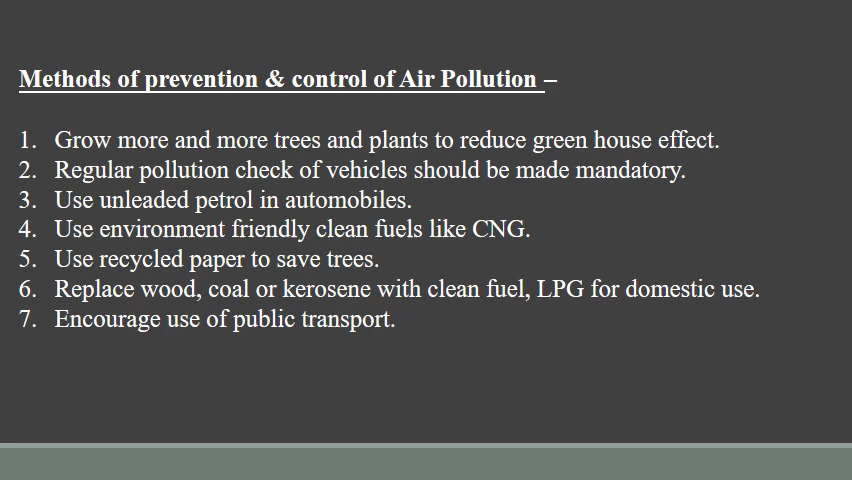 Methods of prevention & control of Air Pollution –
1. Grow more and more trees and plants to reduce green house effect.
2. Regular pollution check of vehicles should be made mandatory.
3. Use unleaded petrol in automobiles.
4. Use environment friendly clean fuels like CNG.
5. Use recycled paper to save trees.
6. Replace wood, coal or kerosene with clean fuel, LPG for domestic use.
7. Encourage use of public transport.